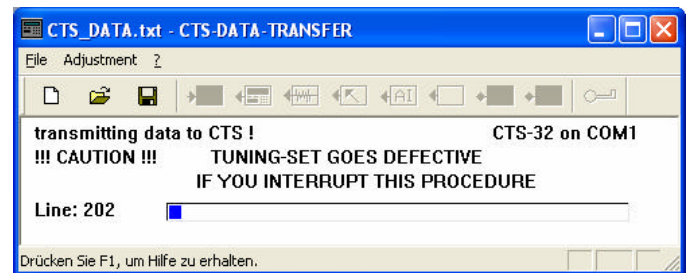 CTS_DATA.txt - CTS-DATA-TRANSFER
File Adjustment ?
AI
transmitting data to CTS ! CTS-32 on COM1
!!! CAUTION !!! TUNING-SET GOES DEFECTIVE
IF YOU INTERRUPT THIS PROCEDURE
Line: 202
Drücken Sie F1, um Hilfe zu erhalten.